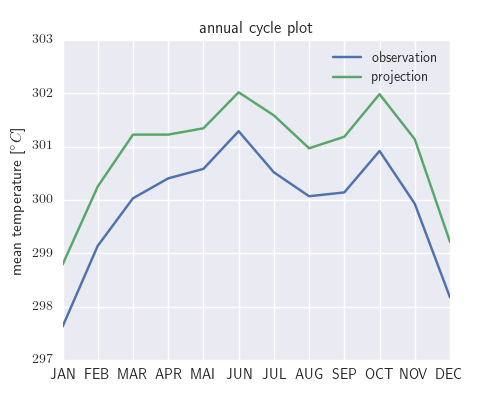 annual cycle plot
303
302
301
300
299
298
297
mean temperature [°C]
observation
projection
JAN FEB MAR APR MAI JUN JUL AUG SEP OCT NOV DEC